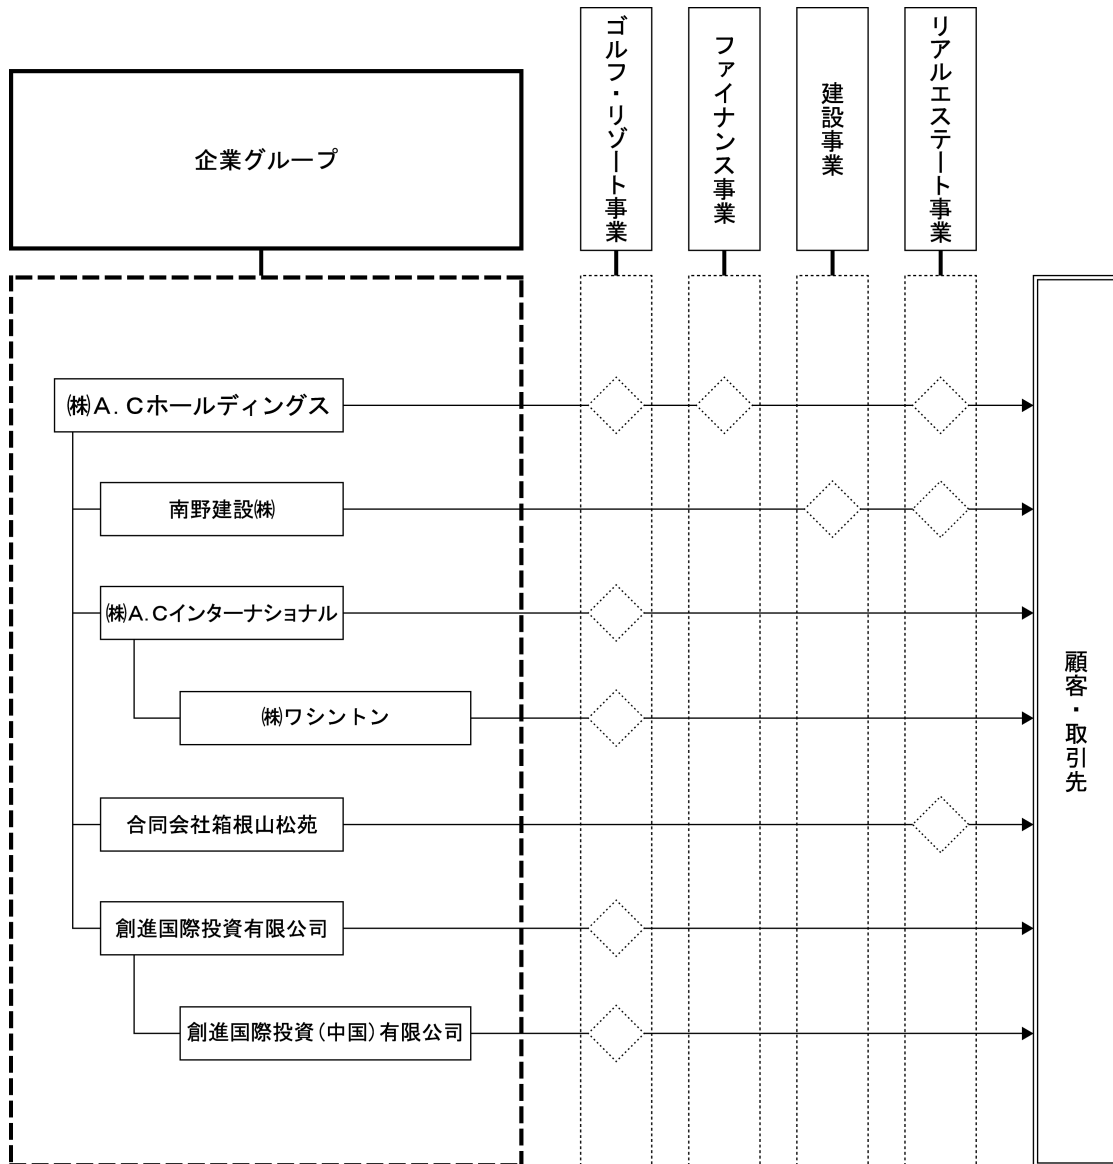 企業グループ
ゴルフ・リゾート事業
ファイナンス事業
建設事業
リアルエステート事業
㈱A.Cホールディングス
南野建設㈱
㈱A.Cインターナショナル
㈱ワシントン
合同会社箱根山松苑
創進国際投資有限公司
創進国際投資(中国)有限公司
顧客・取引先